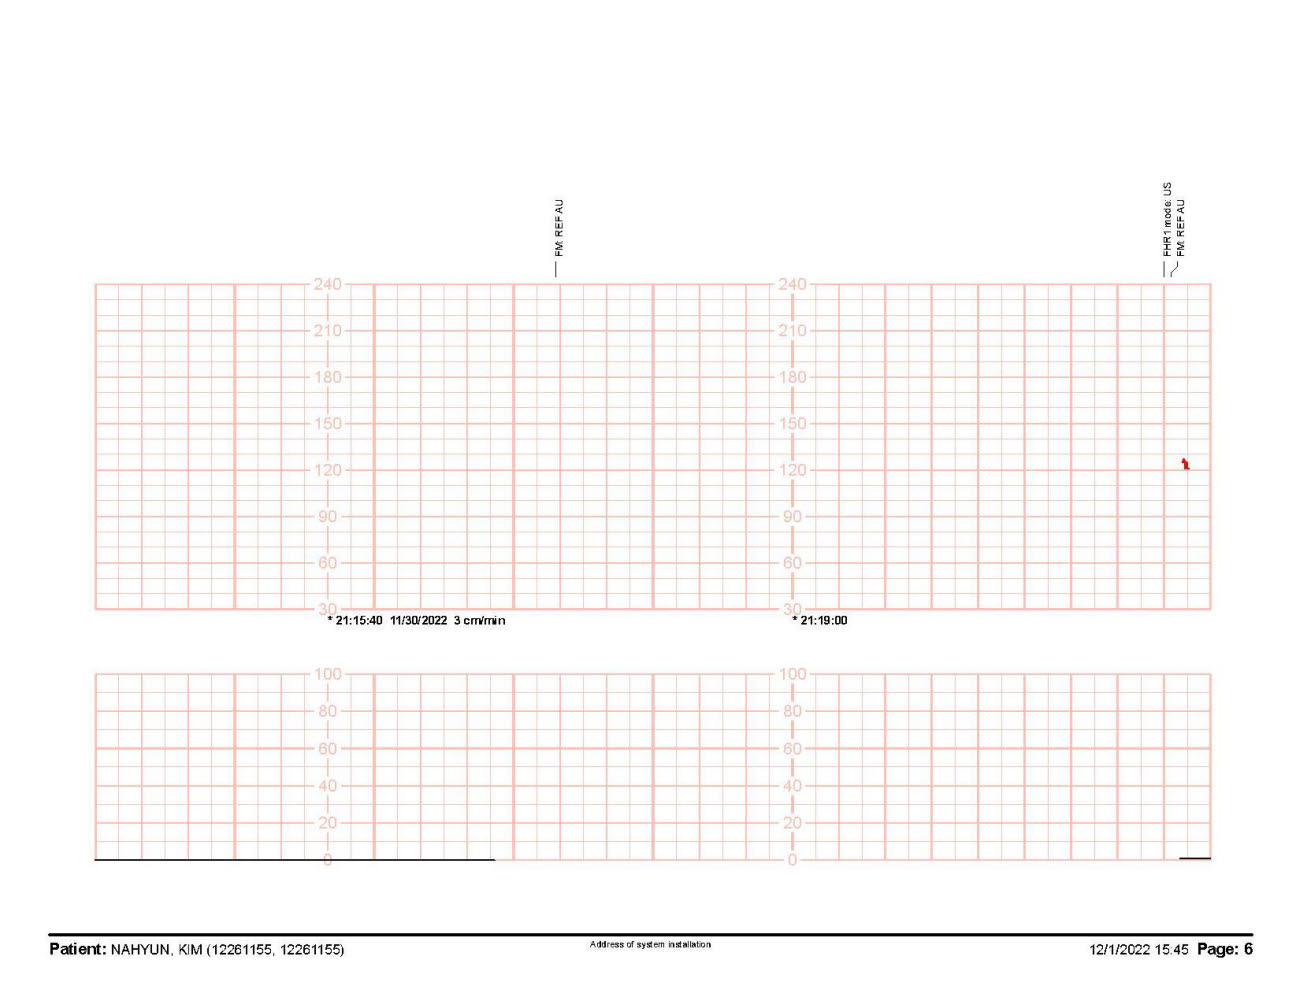 FM: REF AU
FHR1 mode: US
FM: REF AU
240 240
210 210
180 180
150 150
120 120
90 90
60 60
30 30
* 21:15:40 11/30/2022 3 cm/min * 21:19:00
100 100
80 80
60 60
40 40
20 20
0 0
Patient: NAHYUN, KIM (12261155, 12261155) Address of system installation 12/1/2022 15:45 Page: 6